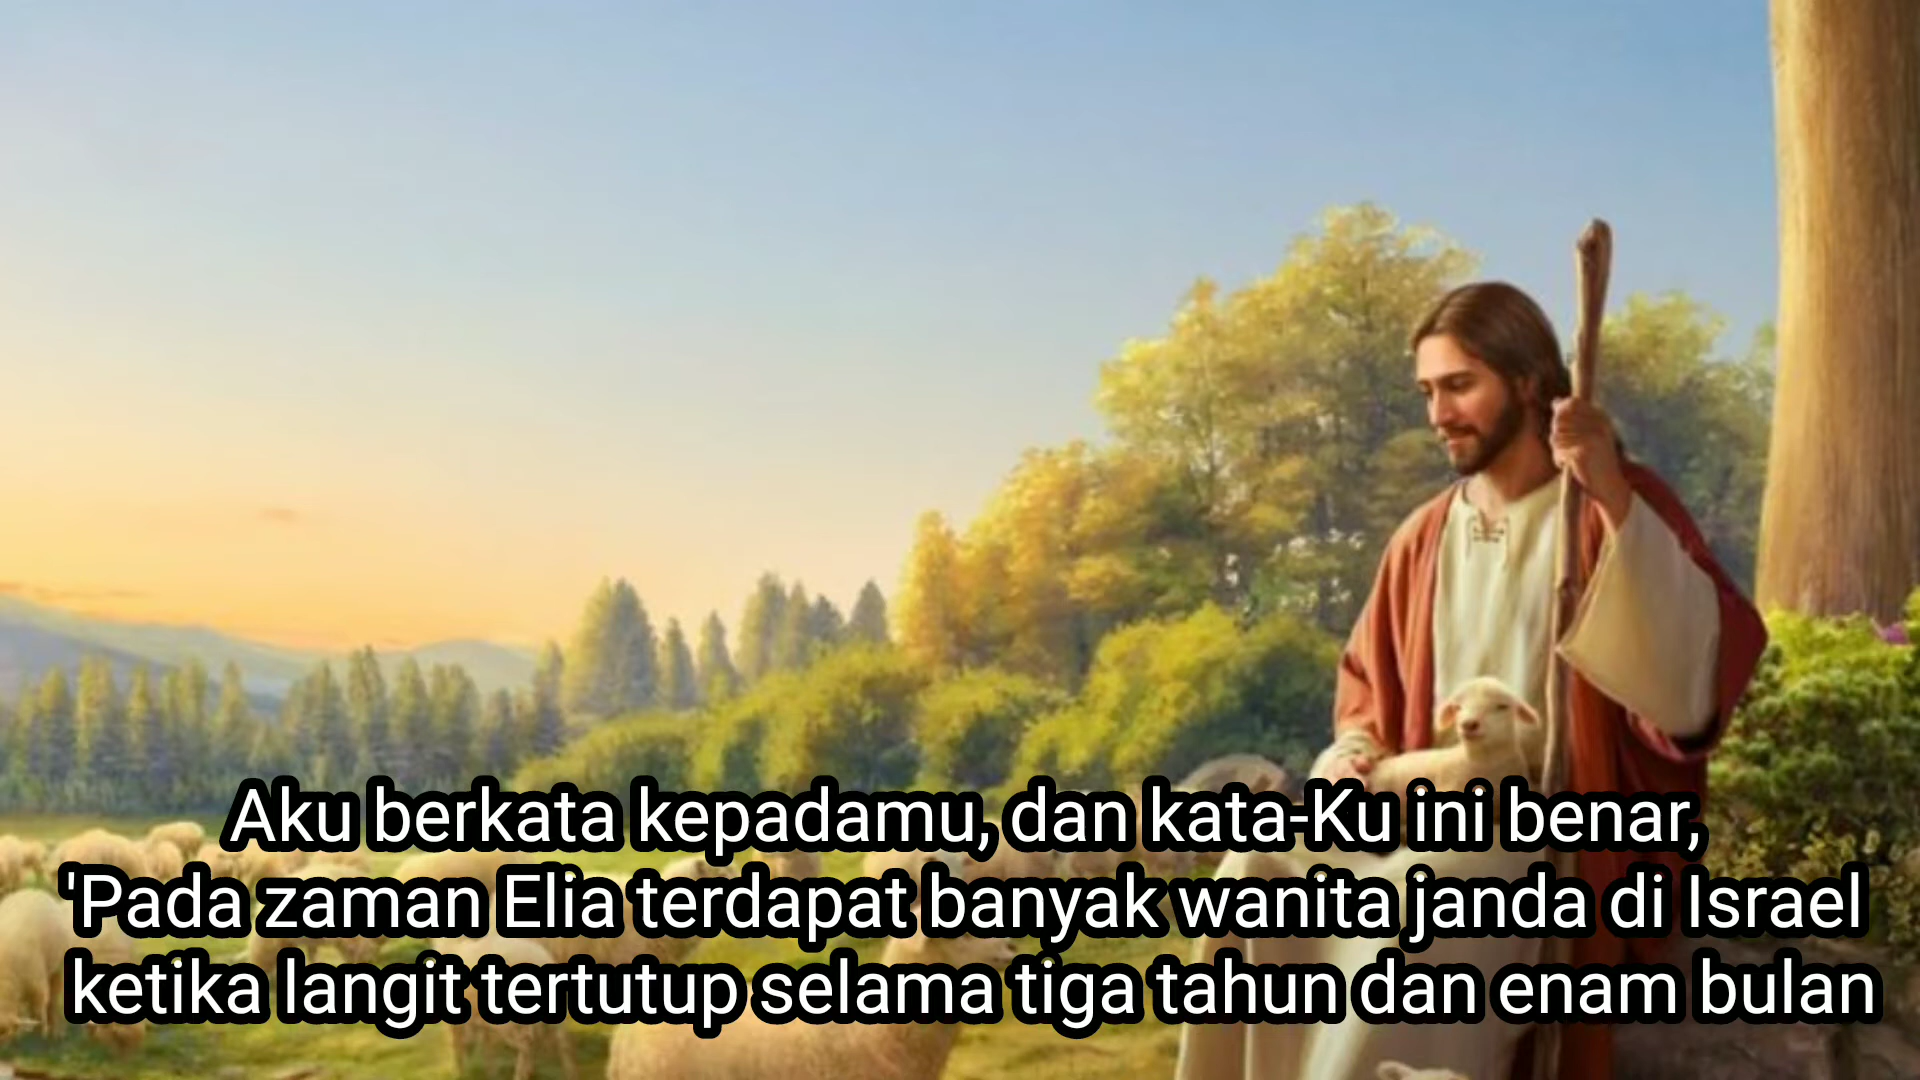 Aku berkata kepadamu, dan kata-Ku ini benar,
'Pada zaman Elia terdapat banyak wanita janda di Israel
ketika langit tertutup selama tiga tahun dan enam bulan